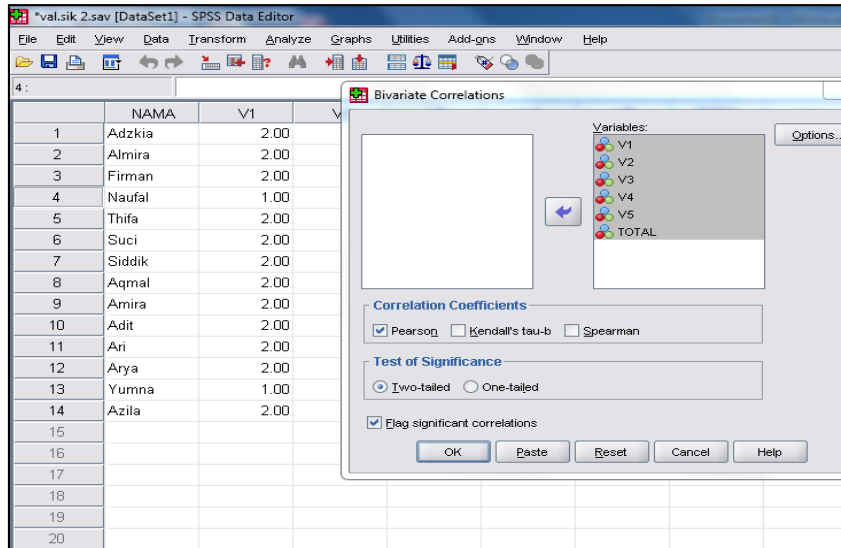 *val.sik 2.sav [DataSet1] - SPSS Data Editor
File Edit View Data Transform Analyze Graphs Utilities Add-ons Window Help
4 :
NAMA V1
1 Adzkia 2.00
2 Almira 2.00
3 Firman 2.00
4 Naufal 1.00
5 Thifa 2.00
6 Suci 2.00
7 Siddik 2.00
8 Aqmal 2.00
9 Amira 2.00
10 Adit 2.00
11 Ari 2.00
12 Arya 2.00
13 Yumna 1.00
14 Azila 2.00
15
16
17
18
19
20
Bivariate Correlations
Variables:
V1
V2
V3
V4
V5
TOTAL
Options...
Correlation Coefficients
Pearson Kendall's tau-b Spearman
Test of Significance
Two-tailed One-tailed
Flag significant correlations
OK Paste Reset Cancel Help